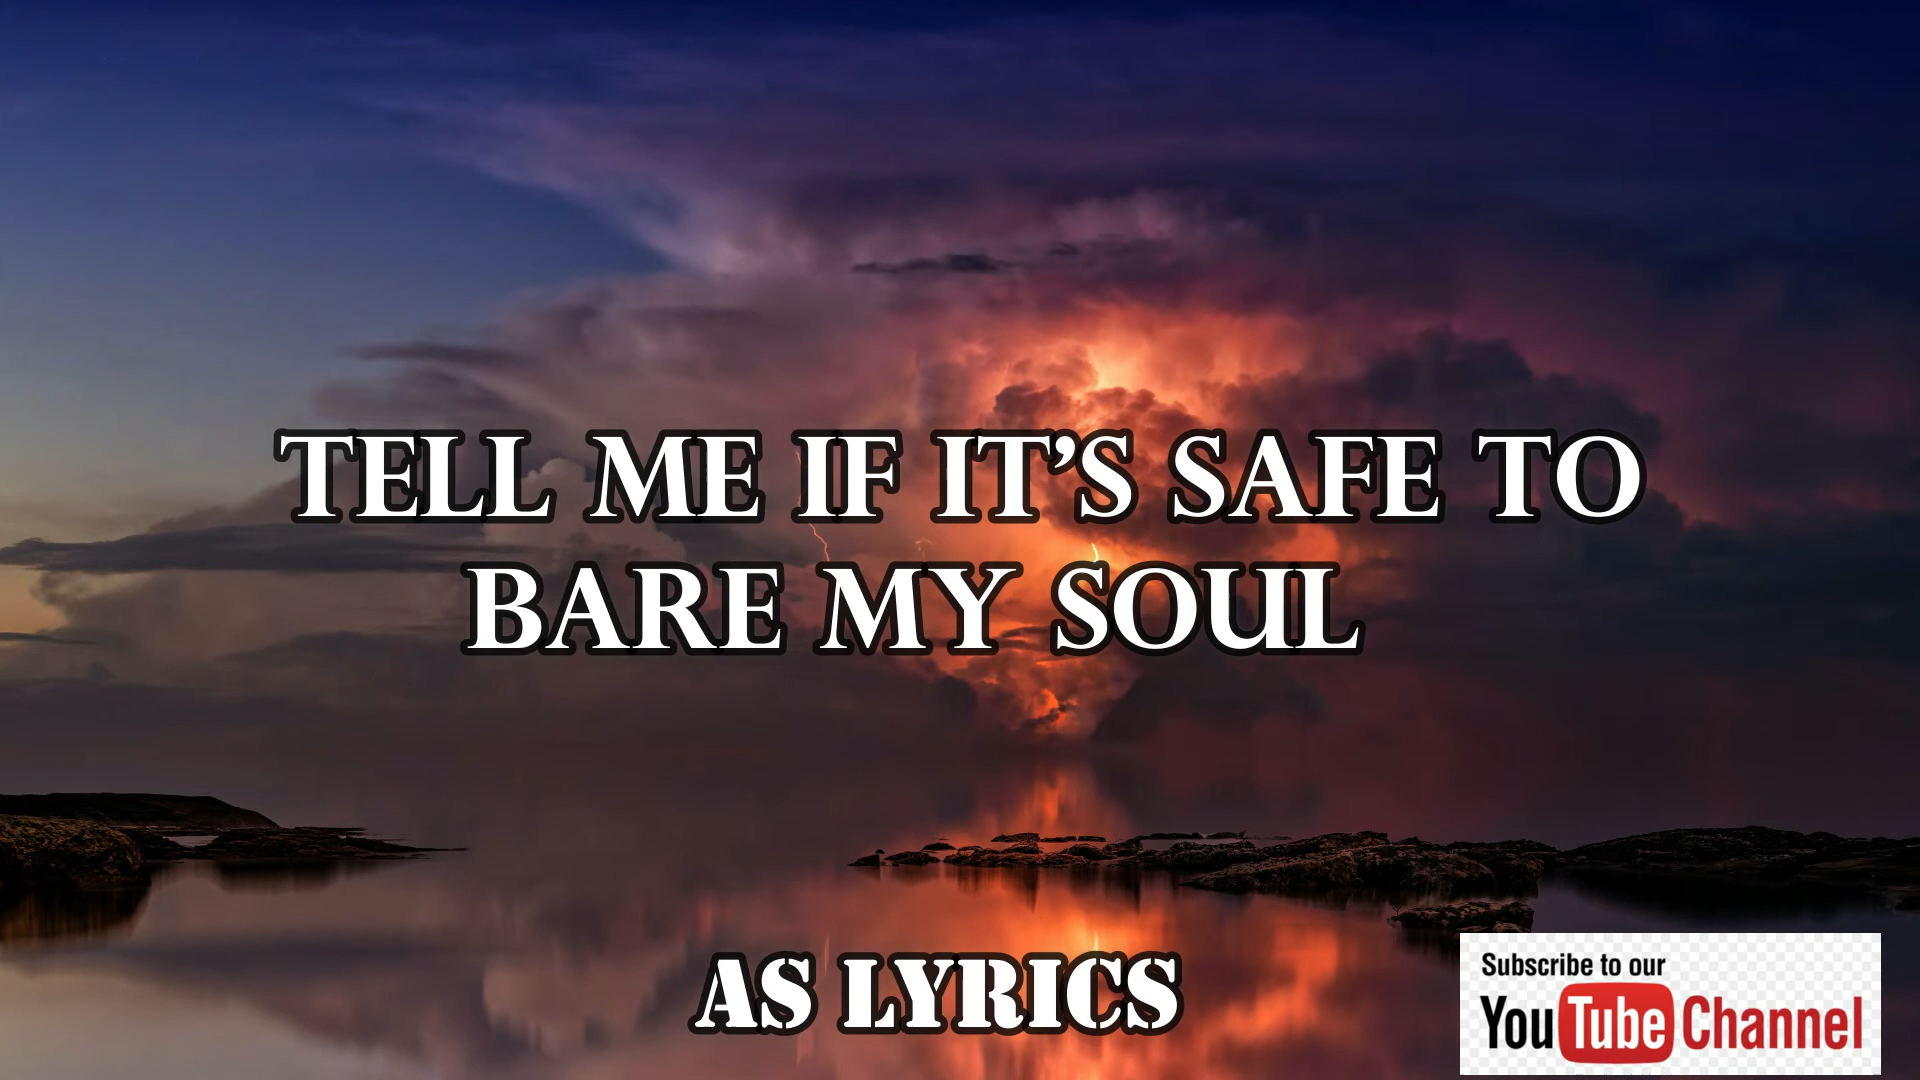 TELL ME IF IT’S SAFE TO
BARE MY SOUL
AS LYRICS
Subscribe to our
YouTube Channel